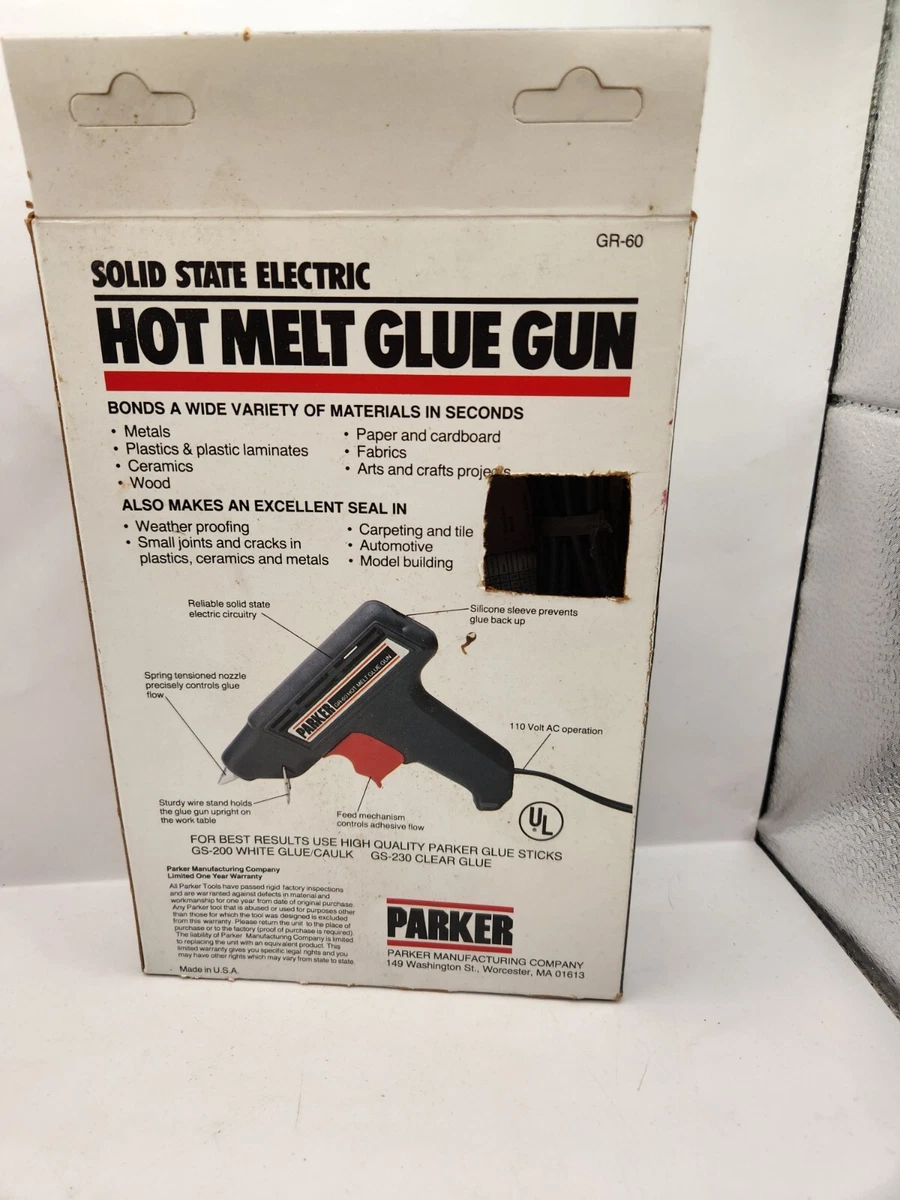 GR-60
SOLID STATE ELECTRIC
HOT MELT GLUE GUN
BONDS A WIDE VARIETY OF MATERIALS IN SECONDS
• Metals
• Plastics & plastic laminates
• Ceramics
• Wood
• Paper and cardboard
• Fabrics
• Arts and crafts projects
ALSO MAKES AN EXCELLENT SEAL IN
• Weather proofing
• Small joints and cracks in
plastics, ceramics and metals
• Carpeting and tile
• Automotive
• Model building
Reliable solid state
electric circuitry
Silicone sleeve prevents
glue back up
Spring tensioned nozzle
precisely controls glue
flow
PARKER GR-60 HOT MELT GLUE GUN
110 Volt AC operation
Sturdy wire stand holds
the glue gun upright on
the work table
Feed mechanism
controls adhesive flow
UL
FOR BEST RESULTS USE HIGH QUALITY PARKER GLUE STICKS
GS-200 WHITE GLUE/CAULK GS-230 CLEAR GLUE
Parker Manufacturing Company
Limited One Year Warranty
All Parker Tools have passed rigid factory inspections
and are warranted against defects in material and
workmanship for one year from date of original purchase.
Any Parker tool that is abused or used for purposes other
than those for which the tool was designed is excluded
from this warranty. Please return the unit to the place of
purchase or to the factory (proof of purchase is required).
The liability of Parker Manufacturing Company is limited
to replacing the unit with an equivalent product. This
limited warranty gives you specific legal rights and you
may have other rights which may vary from state to state.
Made in U.S.A.
PARKER
PARKER MANUFACTURING COMPANY
149 Washington St., Worcester, MA 01613